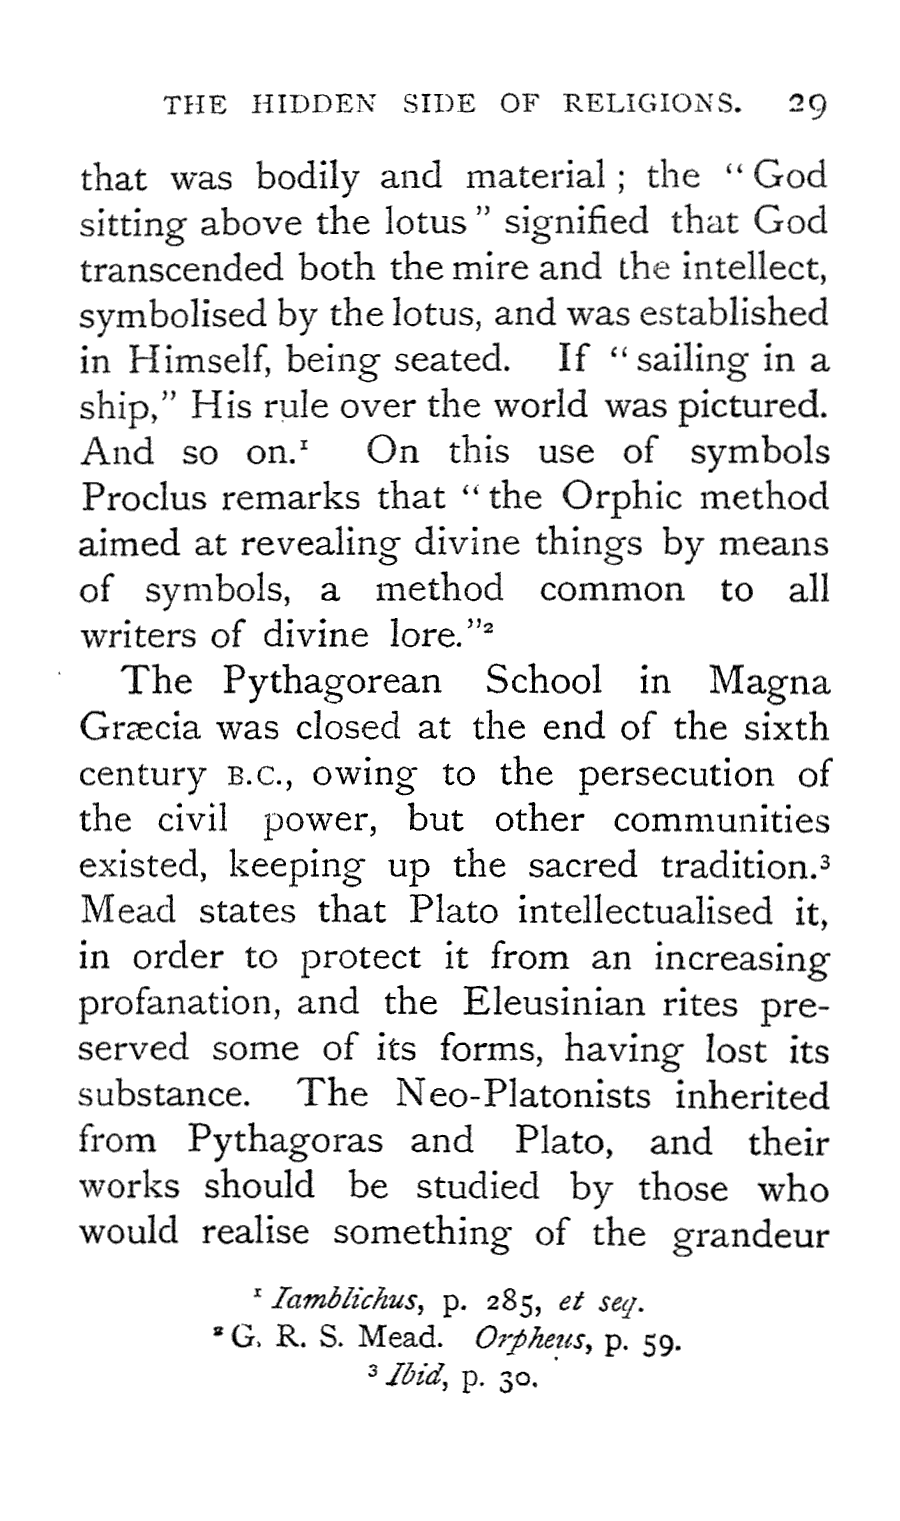 THE HIDDEN SIDE OF RELIGIONS. 29
that was bodily and material ; the “ God
sitting above the lotus ” signified that God
transcended both the mire and the intellect,
symbolised by the lotus, and was established
in Himself, being seated. If “ sailing in a
ship,” His rule over the world was pictured.
And so on.¹ On this use of symbols
Proclus remarks that “ the Orphic method
aimed at revealing divine things by means
of symbols, a method common to all
writers of divine lore.”²
The Pythagorean School in Magna
Græcia was closed at the end of the sixth
century B.C., owing to the persecution of
the civil power, but other communities
existed, keeping up the sacred tradition.³
Mead states that Plato intellectualised it,
in order to protect it from an increasing
profanation, and the Eleusinian rites pre-
served some of its forms, having lost its
substance. The Neo-Platonists inherited
from Pythagoras and Plato, and their
works should be studied by those who
would realise something of the grandeur
¹ Iamblichus, p. 285, et seq.
² G. R. S. Mead. Orpheus, p. 59.
³ Ibid, p. 30.